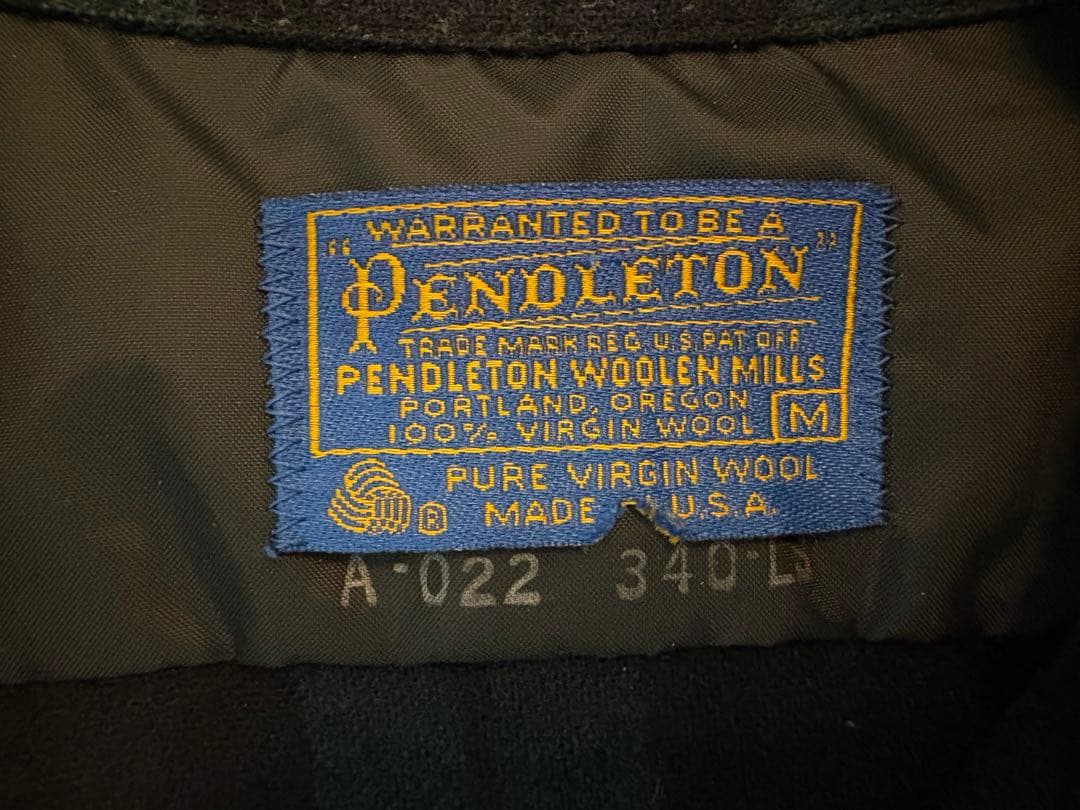 WARRANTED TO BE A
"PENDLETON"
TRADE MARK REG. U.S. PAT. OFF.
PENDLETON WOOLEN MILLS
PORTLAND, OREGON
100% VIRGIN WOOL M
PURE VIRGIN WOOL
® MADE U.S.A.
A-022 340-L